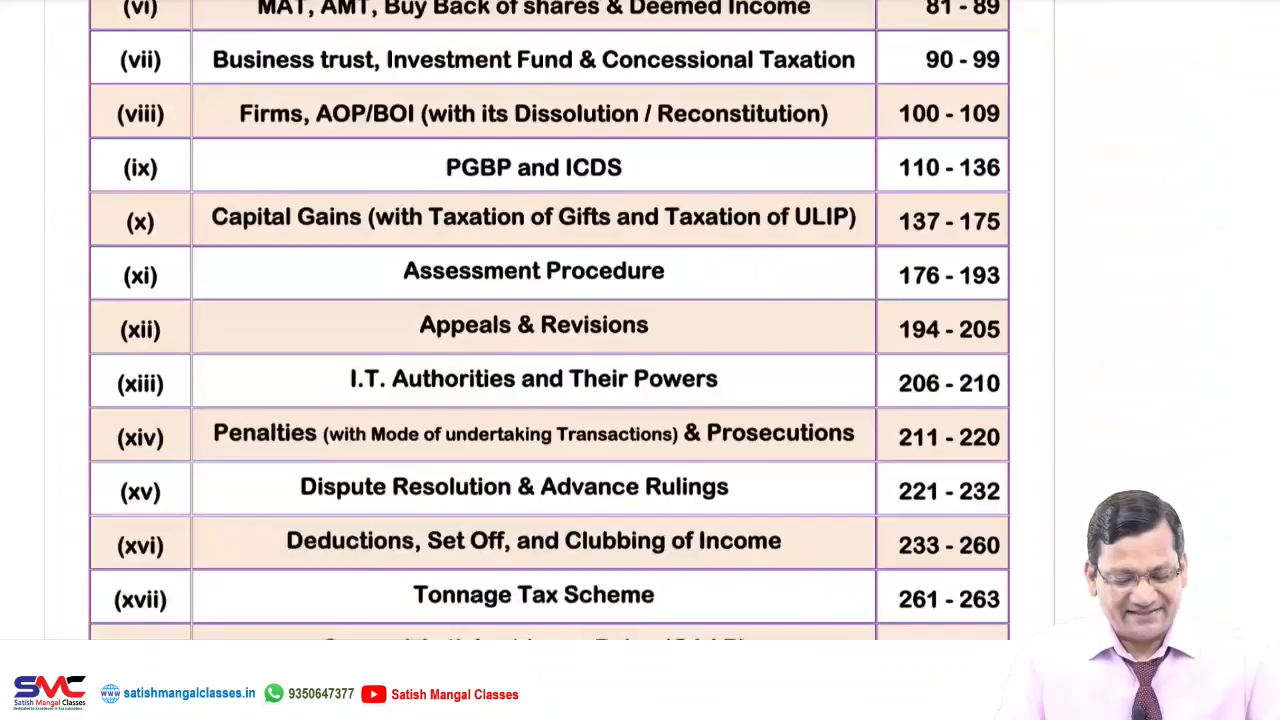 (vi) MAT, AMT, Buy Back of shares & Deemed Income 81 - 89
(vii) Business trust, Investment Fund & Concessional Taxation 90 - 99
(viii) Firms, AOP/BOI (with its Dissolution / Reconstitution) 100 - 109
(ix) PGBP and ICDS 110 - 136
(x) Capital Gains (with Taxation of Gifts and Taxation of ULIP) 137 - 175
(xi) Assessment Procedure 176 - 193
(xii) Appeals & Revisions 194 - 205
(xiii) I.T. Authorities and Their Powers 206 - 210
(xiv) Penalties (with Mode of undertaking Transactions) & Prosecutions 211 - 220
(xv) Dispute Resolution & Advance Rulings 221 - 232
(xvi) Deductions, Set Off, and Clubbing of Income 233 - 260
(xvii) Tonnage Tax Scheme 261 - 263
SMC
Satish Mangal Classes
satishmangalclasses.in 9350647377 Satish Mangal Classes